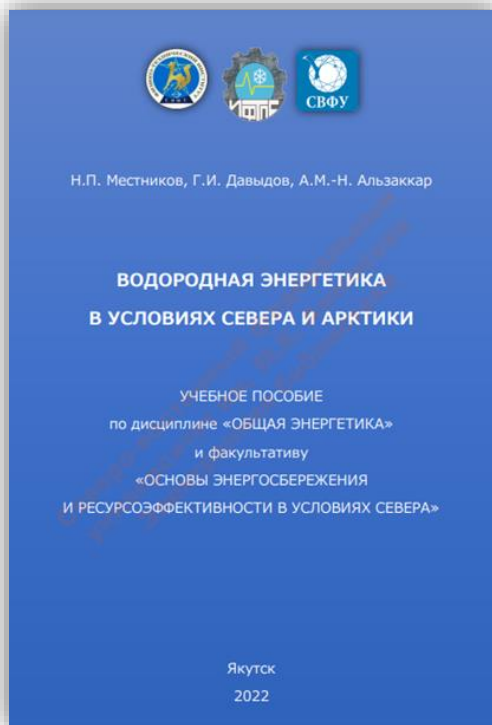 СВФУ
Н.П. Местников, Г.И. Давыдов, А.М.-Н. Альзаккар
ВОДОРОДНАЯ ЭНЕРГЕТИКА
В УСЛОВИЯХ СЕВЕРА И АРКТИКИ
УЧЕБНОЕ ПОСОБИЕ
по дисциплине «ОБЩАЯ ЭНЕРГЕТИКА»
и факультативу
«ОСНОВЫ ЭНЕРГОСБЕРЕЖЕНИЯ
И РЕСУРСОЭФФЕКТИВНОСТИ В УСЛОВИЯХ СЕВЕРА»
Якутск
2022